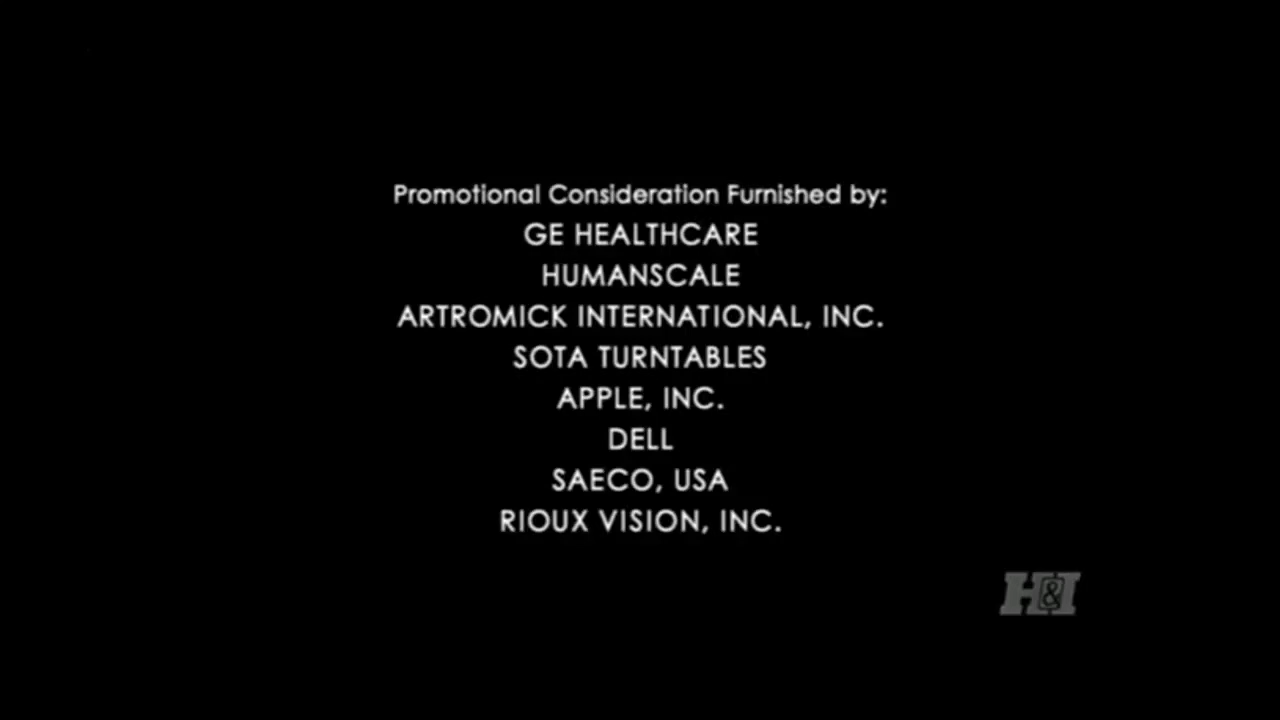 Promotional Consideration Furnished by:
GE HEALTHCARE
HUMANSCALE
ARTROMICK INTERNATIONAL, INC.
SOTA TURNTABLES
APPLE, INC.
DELL
SAECO, USA
RIOUX VISION, INC.
H&I